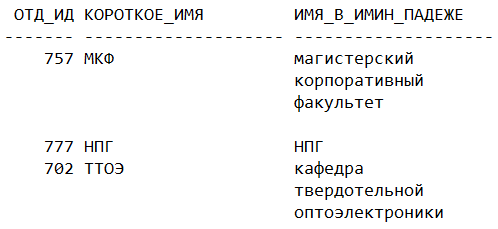 ОТД_ИД КОРОТКОЕ_ИМЯ ИМЯ_В_ИМИН_ПАДЕЖЕ
------- -------------------- --------------------
757 МКФ магистерский
корпоративный
факультет
777 НПГ НПГ
702 ТТОЭ кафедра
твердотельной
оптоэлектроники